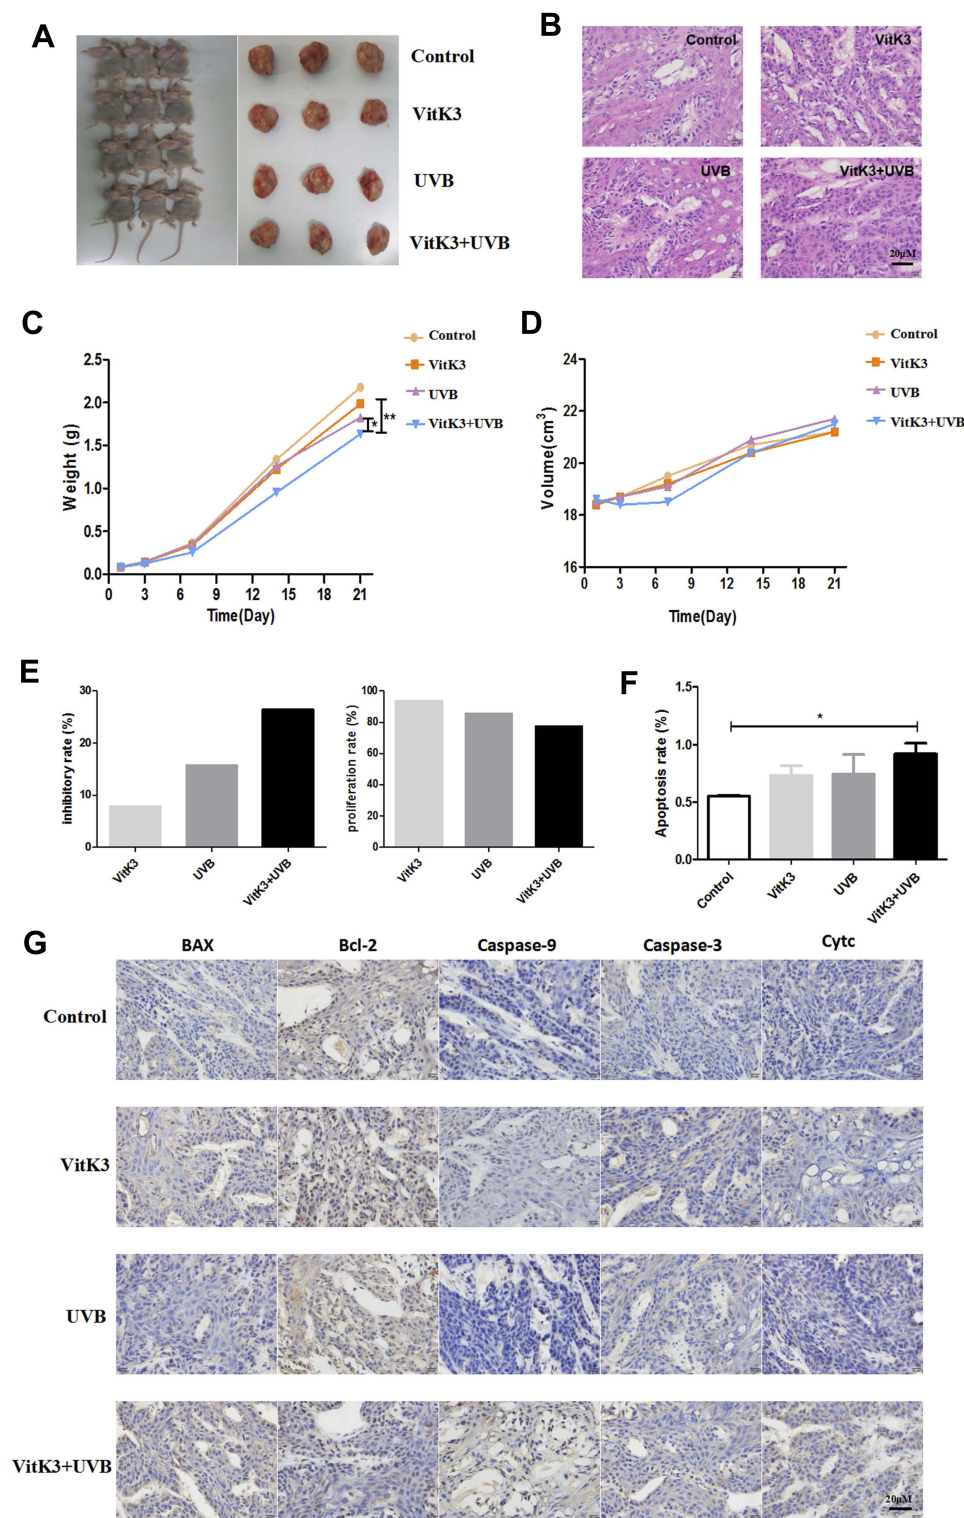 A
Control
VitK3
UVB
VitK3+UVB
B
Control
VitK3
UVB
VitK3+UVB
20μM
C
Control
VitK3
UVB
VitK3+UVB
2.5
2.0
1.5
1.0
0.5
0.0
Weight (g)
**
*
0 3 6 9 12 15 18 21
Time(Day)
D
Control
VitK3
UVB
VitK3+UVB
24
22
20
18
16
Volume(cm3)
0 3 6 9 12 15 18 21
Time(Day)
E
30
20
10
0
inhibitory rate (%)
VitK3
UVB
VitK3+UVB
100
80
60
40
20
0
proliferation rate (%)
VitK3
UVB
VitK3+UVB
F
1.5
1.0
0.5
0.0
Apoptosis rate (%)
*
Control
VitK3
UVB
VitK3+UVB
G
BAX Bcl-2 Caspase-9 Caspase-3 Cytc
Control
VitK3
UVB
VitK3+UVB
20μM